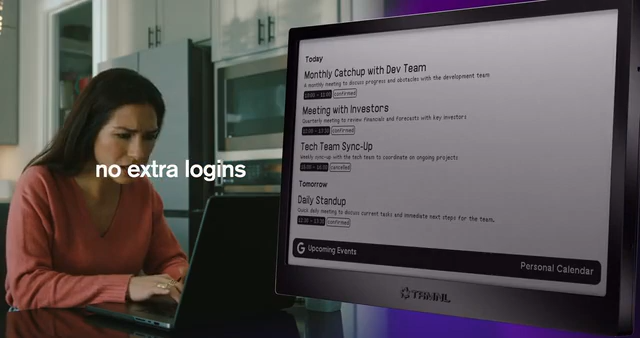 no extra logins
Today
Monthly Catchup with Dev Team
A monthly meeting to discuss progress and obstacles with the development team
confirmed
Meeting with Investors
Quarterly meeting to review financials and forecasts with key investors
confirmed
Tech Team Sync-Up
Weekly sync-up with the tech team to coordinate on ongoing projects
cancelled
Tomorrow
Daily Standup
Quick daily meeting to discuss current tasks and immediate next steps for the team.
confirmed
G Upcoming Events
Personal Calendar
TRMNL